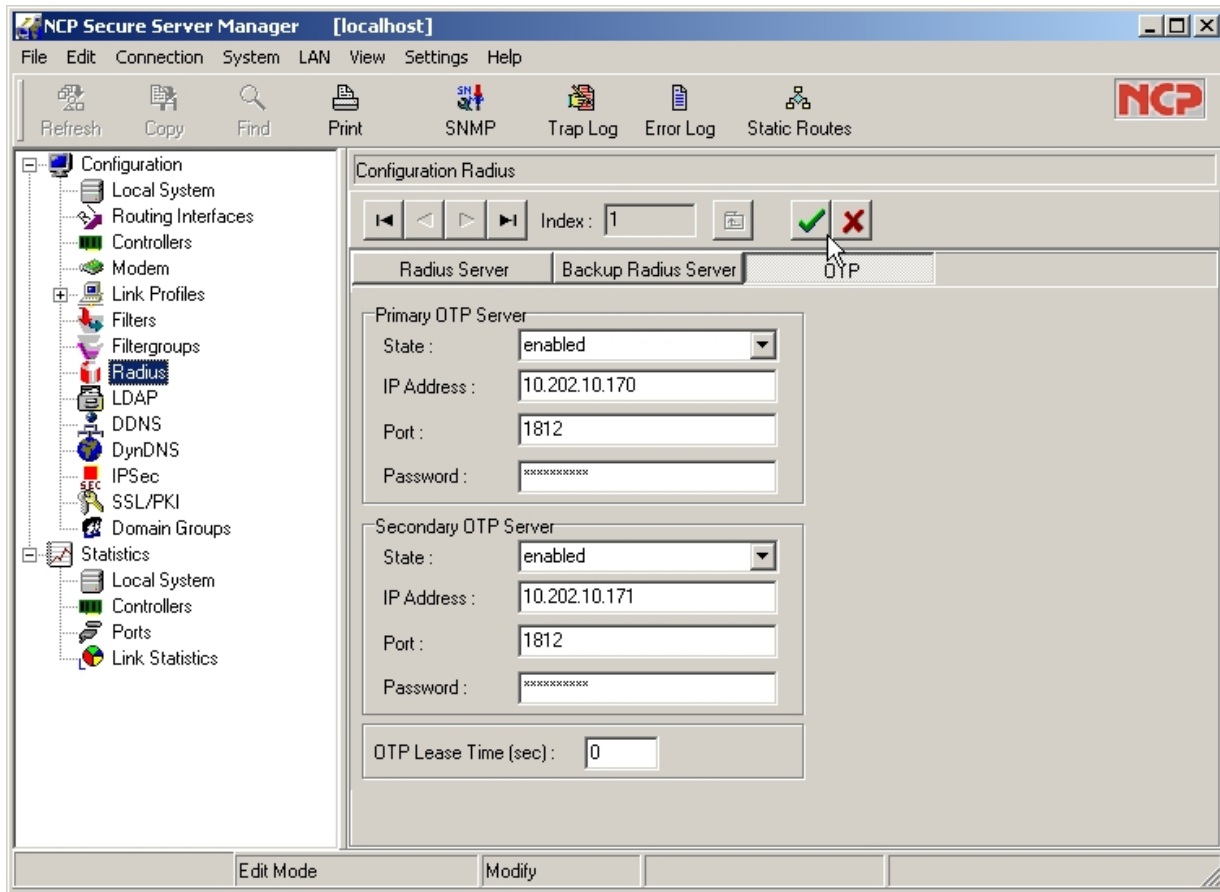 NCP Secure Server Manager [localhost]
File Edit Connection System LAN View Settings Help
Refresh Copy Find Print SNMP Trap Log Error Log Static Routes
NCP
Configuration
Local System
Routing Interfaces
Controllers
Modem
Link Profiles
Filters
Filtergroups
Radius
LDAP
DDNS
DynDNS
IPSec
SSL/PKI
Domain Groups
Statistics
Local System
Controllers
Ports
Link Statistics
Configuration Radius
Index : 1
Radius Server Backup Radius Server OTP
Primary OTP Server
State : enabled
IP Address : 10.202.10.170
Port : 1812
Password : **********
Secondary OTP Server
State : enabled
IP Address : 10.202.10.171
Port : 1812
Password : **********
OTP Lease Time (sec) : 0
Edit Mode Modify